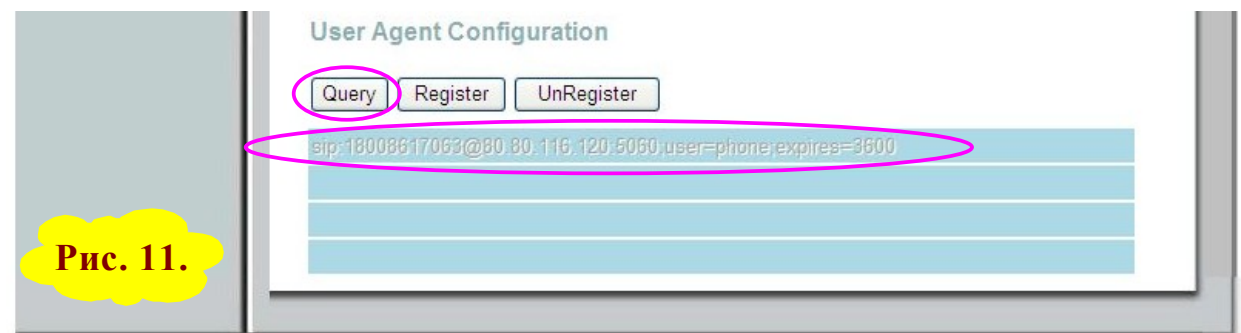 User Agent Configuration
Query Register UnRegister
sip:18008617063@80.80.116.120:5060;user=phone;expires=3600
Рис. 11.